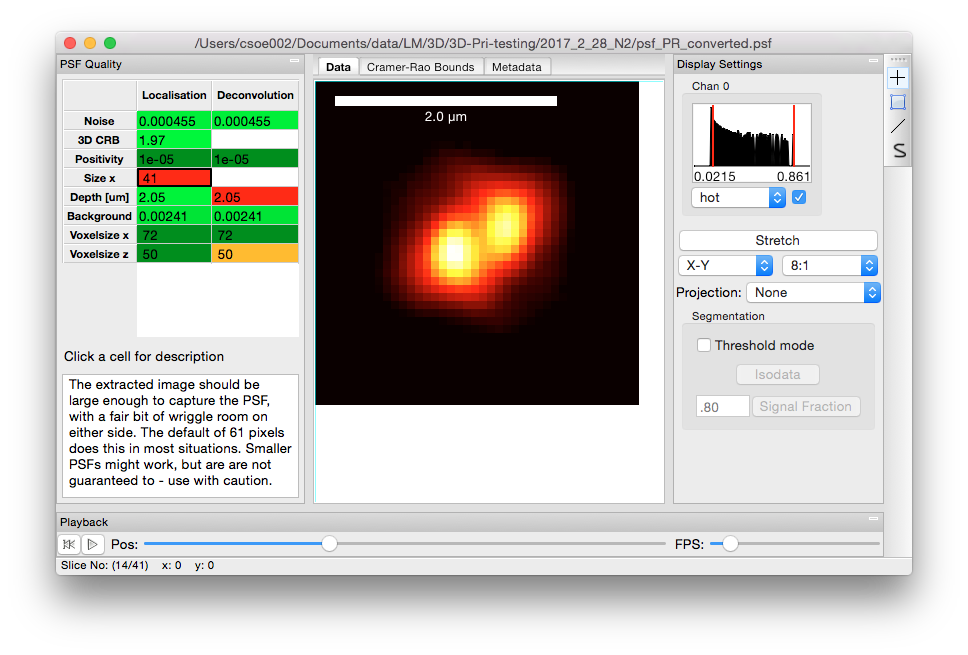 /Users/csoe002/Documents/data/LM/3D/3D-Pri-testing/2017_2_28_N2/psf_PR_converted.psf
PSF Quality
Localisation Deconvolution
Noise 0.000455 0.000455
3D CRB 1.97
Positivity 1e-05 1e-05
Size x 41
Depth [um] 2.05 2.05
Background 0.00241 0.00241
Voxelsize x 72 72
Voxelsize z 50 50
Click a cell for description
The extracted image should be
large enough to capture the PSF,
with a fair bit of wriggle room on
either side. The default of 61 pixels
does this in most situations. Smaller
PSFs might work, but are are not
guaranteed to - use with caution.
Data Cramer-Rao Bounds Metadata
2.0 µm
Display Settings
Chan 0
0.0215 0.861
hot
Stretch
X-Y 8:1
Projection: None
Segmentation
Threshold mode
Isodata
.80 Signal Fraction
S
Playback
Pos: FPS:
Slice No: (14/41) x: 0 y: 0